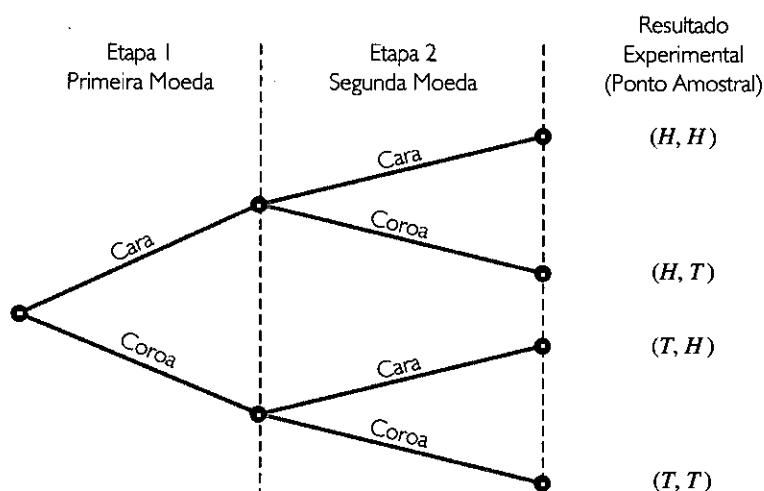 Etapa 1
Primeira Moeda
Etapa 2
Segunda Moeda
Resultado
Experimental
(Ponto Amostral)
Cara
Coroa
Cara
Coroa
Cara
Coroa
(H, H)
(H, T)
(T, H)
(T, T)